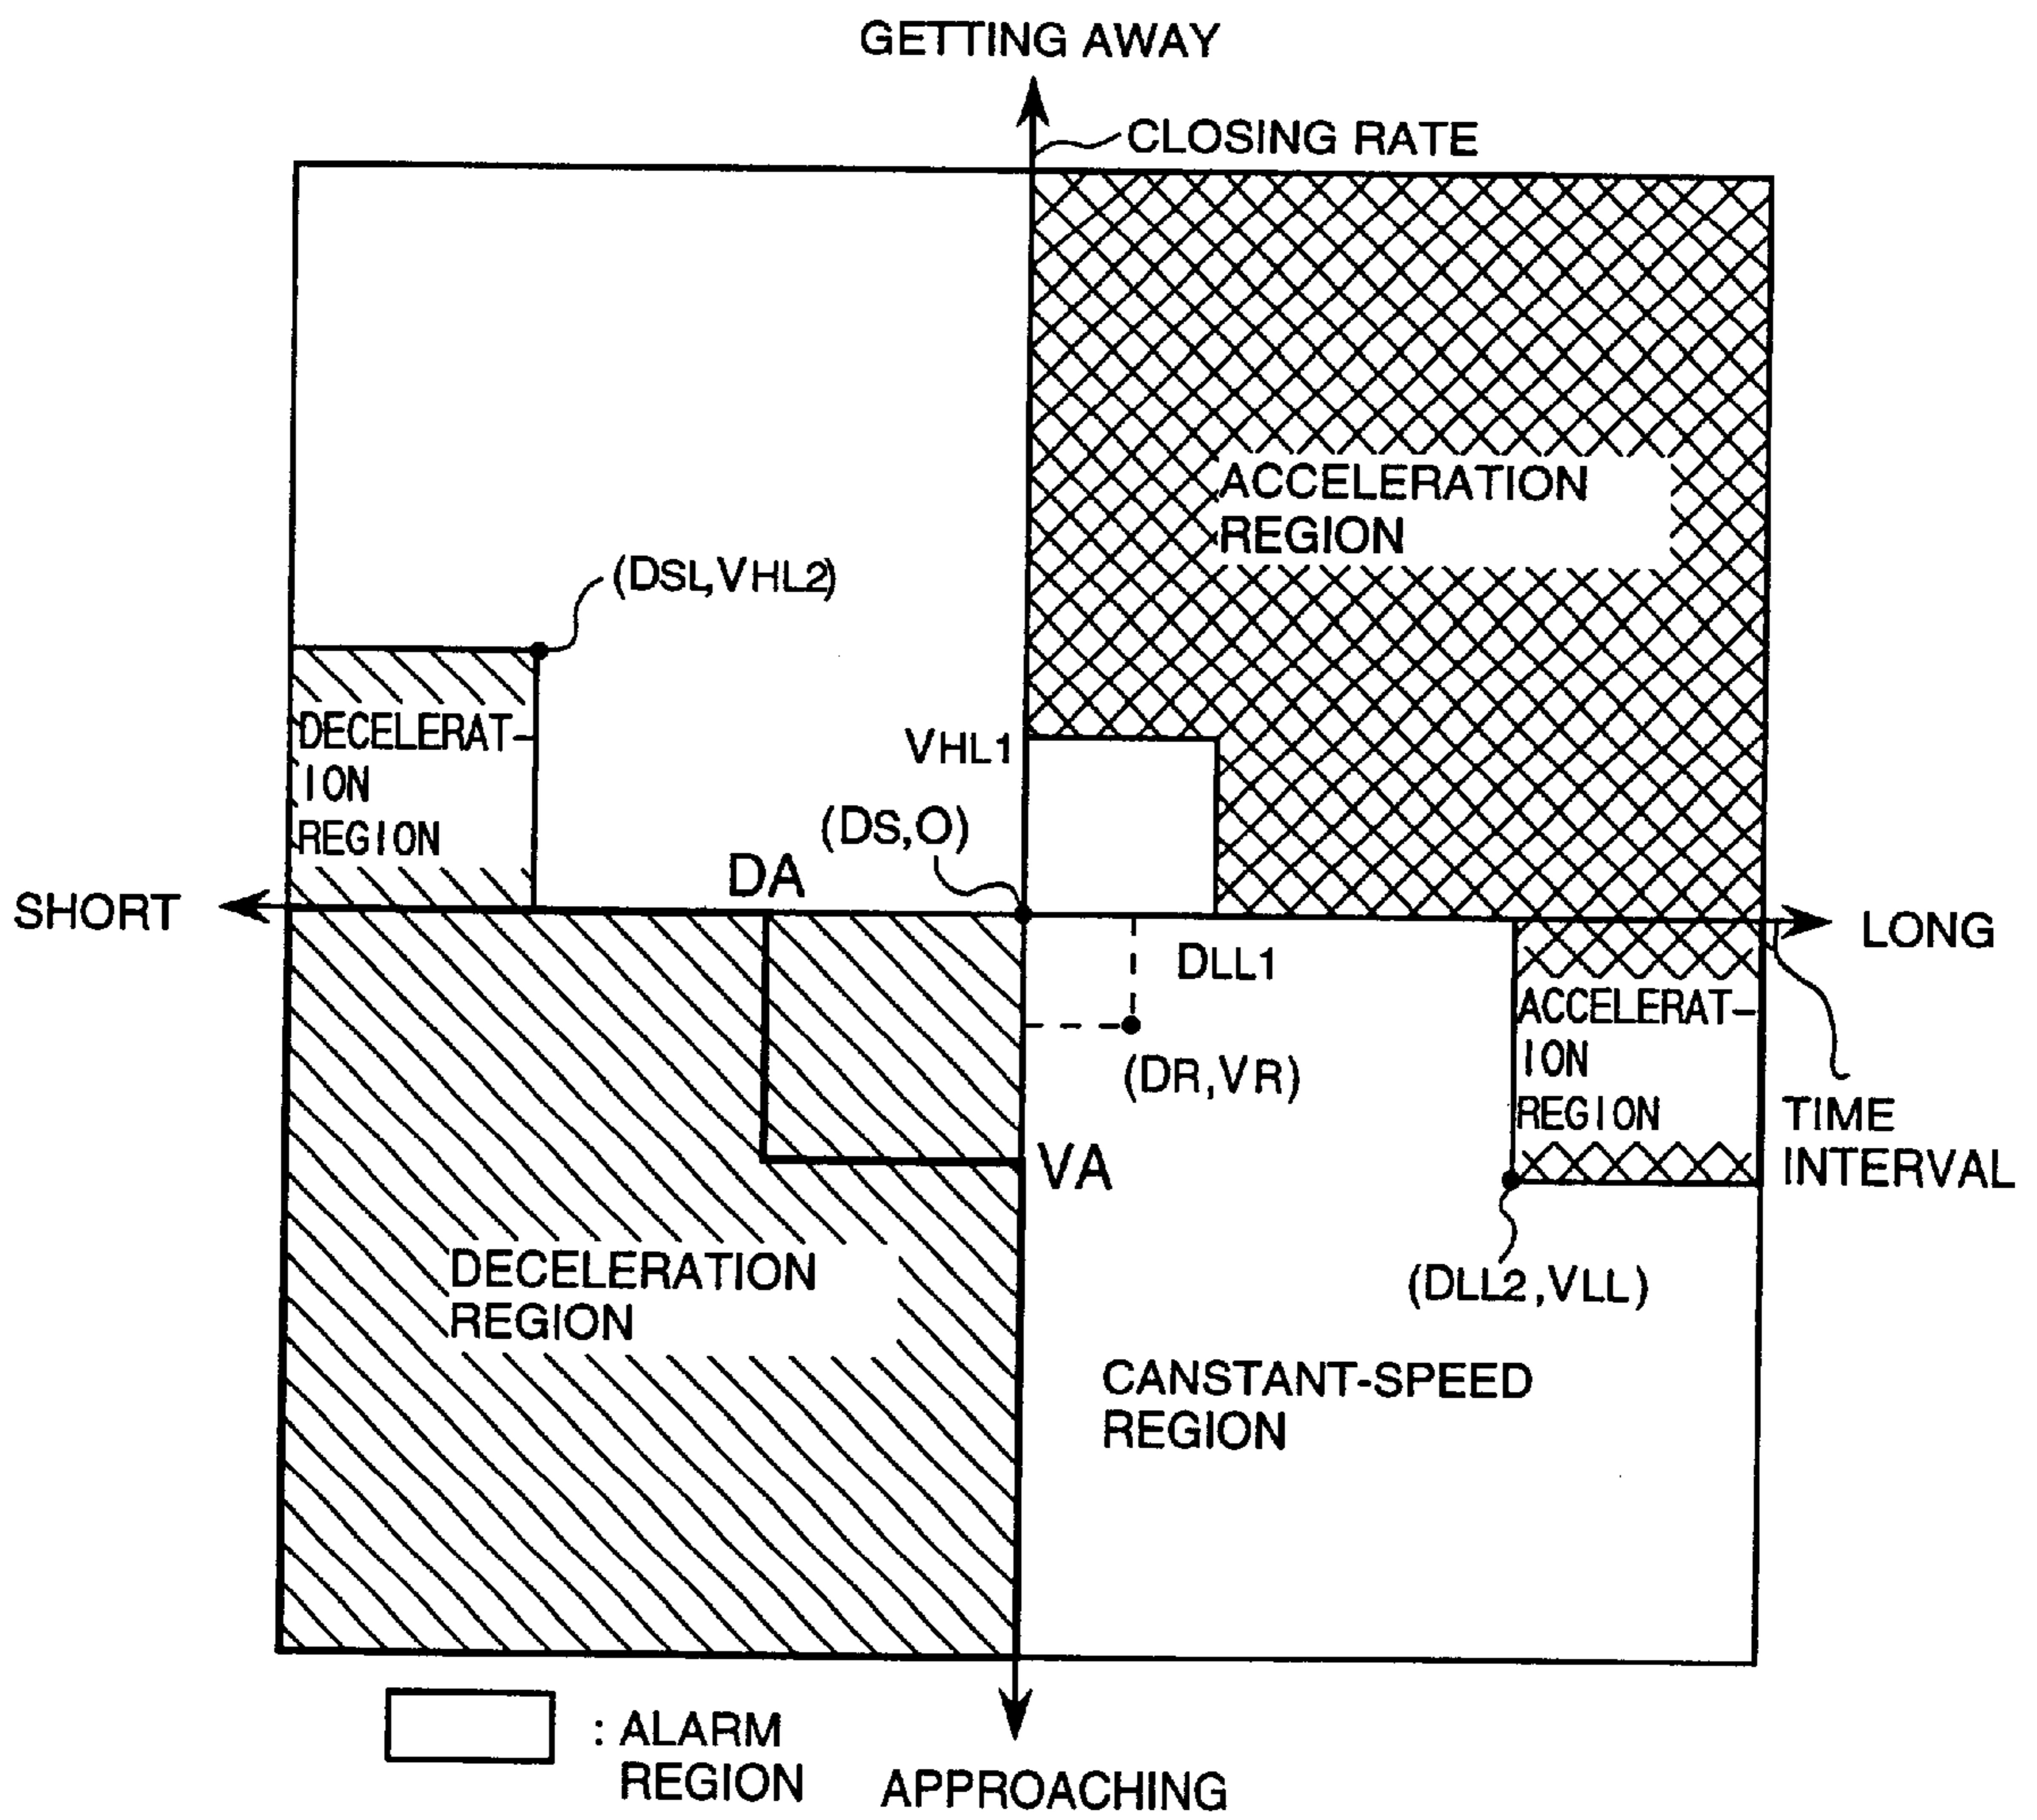 GETTING AWAY
CLOSING RATE
ACCELERATION
REGION
(DSL,VHL2)
DECELERAT-
ION
REGION
VHL1
(DS,O)
DA
SHORT
LONG
DLL1
(DR,VR)
ACCELERAT-
ION
REGION
TIME
INTERVAL
VA
DECELERATION
REGION
(DLL2,VLL)
CANSTANT-SPEED
REGION
: ALARM
REGION
APPROACHING